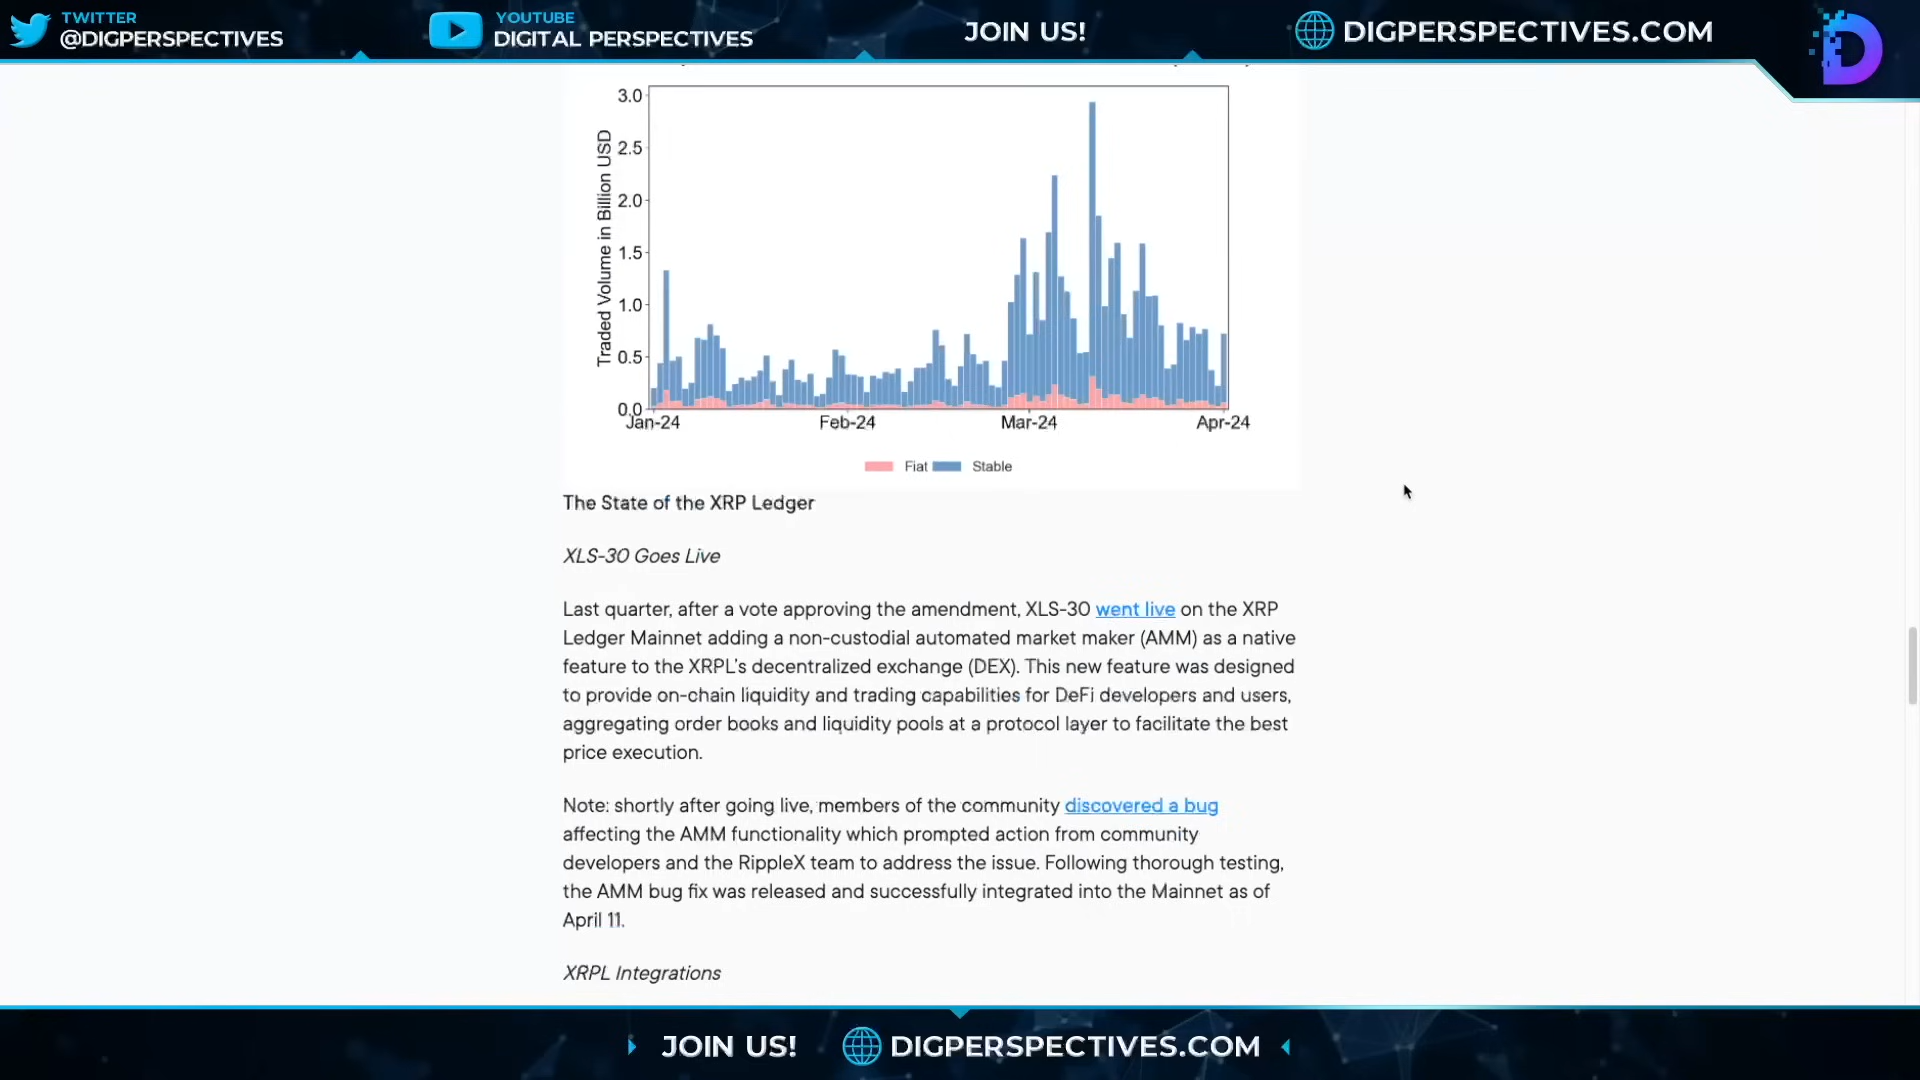 TWITTER
@DIGPERSPECTIVES
YOUTUBE
DIGITAL PERSPECTIVES
JOIN US!
DIGPERSPECTIVES.COM
Traded Volume in Billion USD
3.0
2.5
2.0
1.5
1.0
0.5
0.0
Jan-24 Feb-24 Mar-24 Apr-24
Fiat Stable
The State of the XRP Ledger
XLS-30 Goes Live
Last quarter, after a vote approving the amendment, XLS-30 went live on the XRP
Ledger Mainnet adding a non-custodial automated market maker (AMM) as a native
feature to the XRPL’s decentralized exchange (DEX). This new feature was designed
to provide on-chain liquidity and trading capabilities for DeFi developers and users,
aggregating order books and liquidity pools at a protocol layer to facilitate the best
price execution.
Note: shortly after going live, members of the community discovered a bug
affecting the AMM functionality which prompted action from community
developers and the RippleX team to address the issue. Following thorough testing,
the AMM bug fix was released and successfully integrated into the Mainnet as of
April 11.
XRPL Integrations
JOIN US! DIGPERSPECTIVES.COM